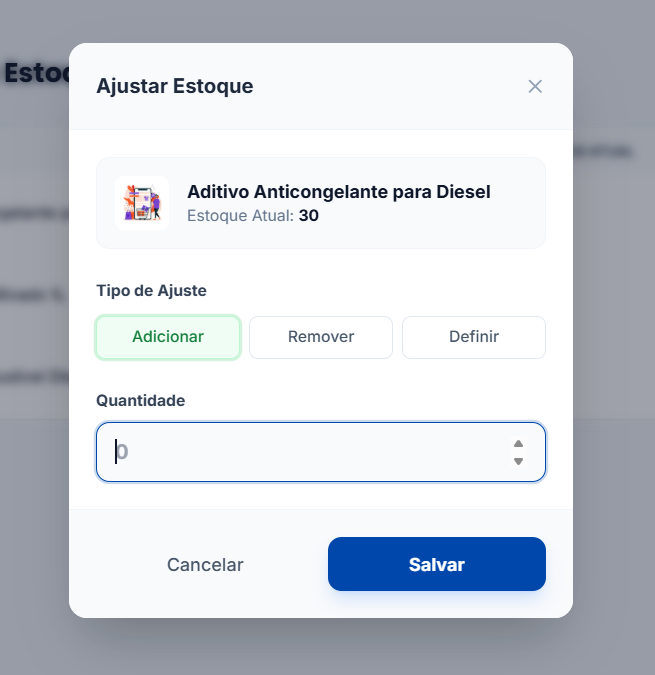 Ajustar Estoque
Aditivo Anticongelante para Diesel
Estoque Atual: 30
Tipo de Ajuste
Adicionar
Remover
Definir
Quantidade
0
Cancelar
Salvar